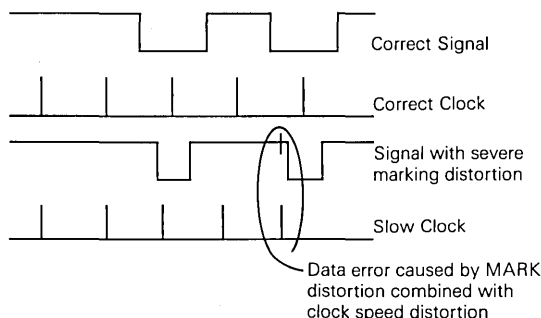 Correct Signal
Correct Clock
Signal with severe
marking distortion
Slow Clock
Data error caused by MARK
distortion combined with
clock speed distortion